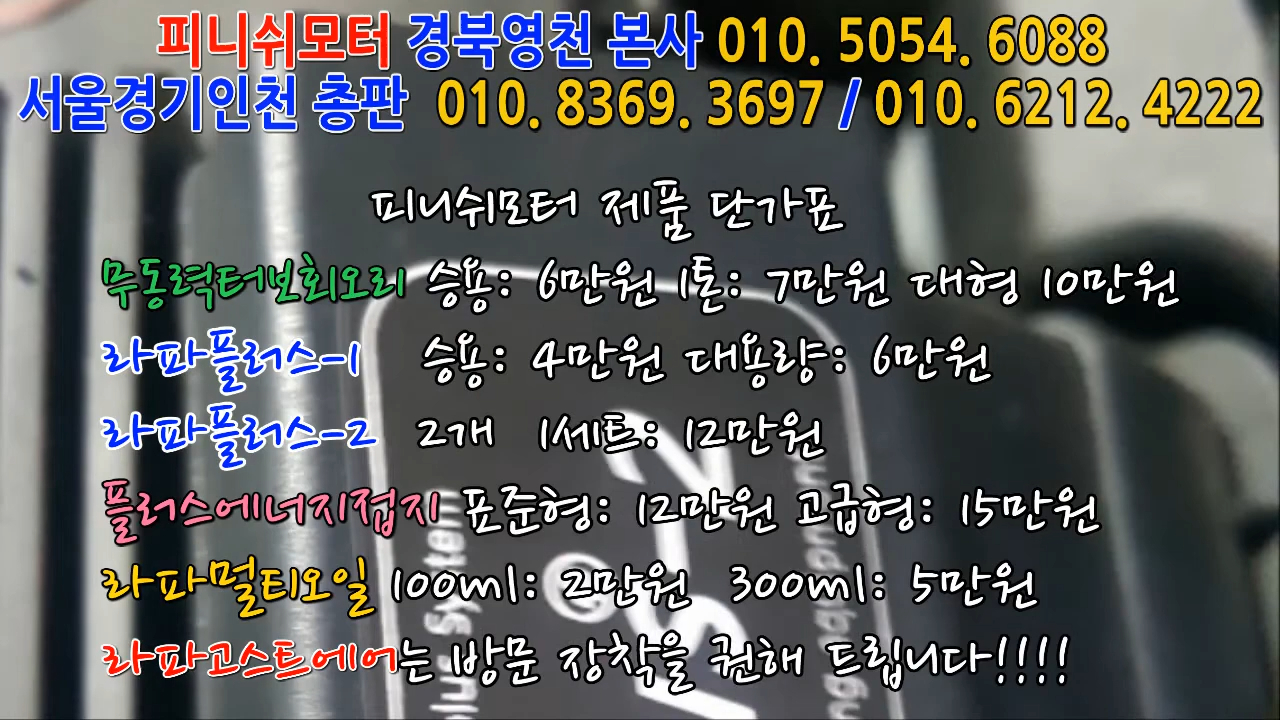 피니쉬모터 경북영천 본사 010. 5054. 6088
서울경기인천 총판 010. 8369. 3697 / 010. 6212. 4222
피니쉬모터 제품 단가표
무동력터보회오리 승용: 6만원 1톤: 7만원 대형 10만원
라파플러스-1 승용: 4만원 대용량: 6만원
라파플러스-2 2개 1세트: 12만원
플러스에너지접지 표준형: 12만원 고급형: 15만원
라파멀티오일 100ml: 2만원 300ml: 5만원
라파고스트에어는 방문 장착을 권해 드립니다!!!!
plus System